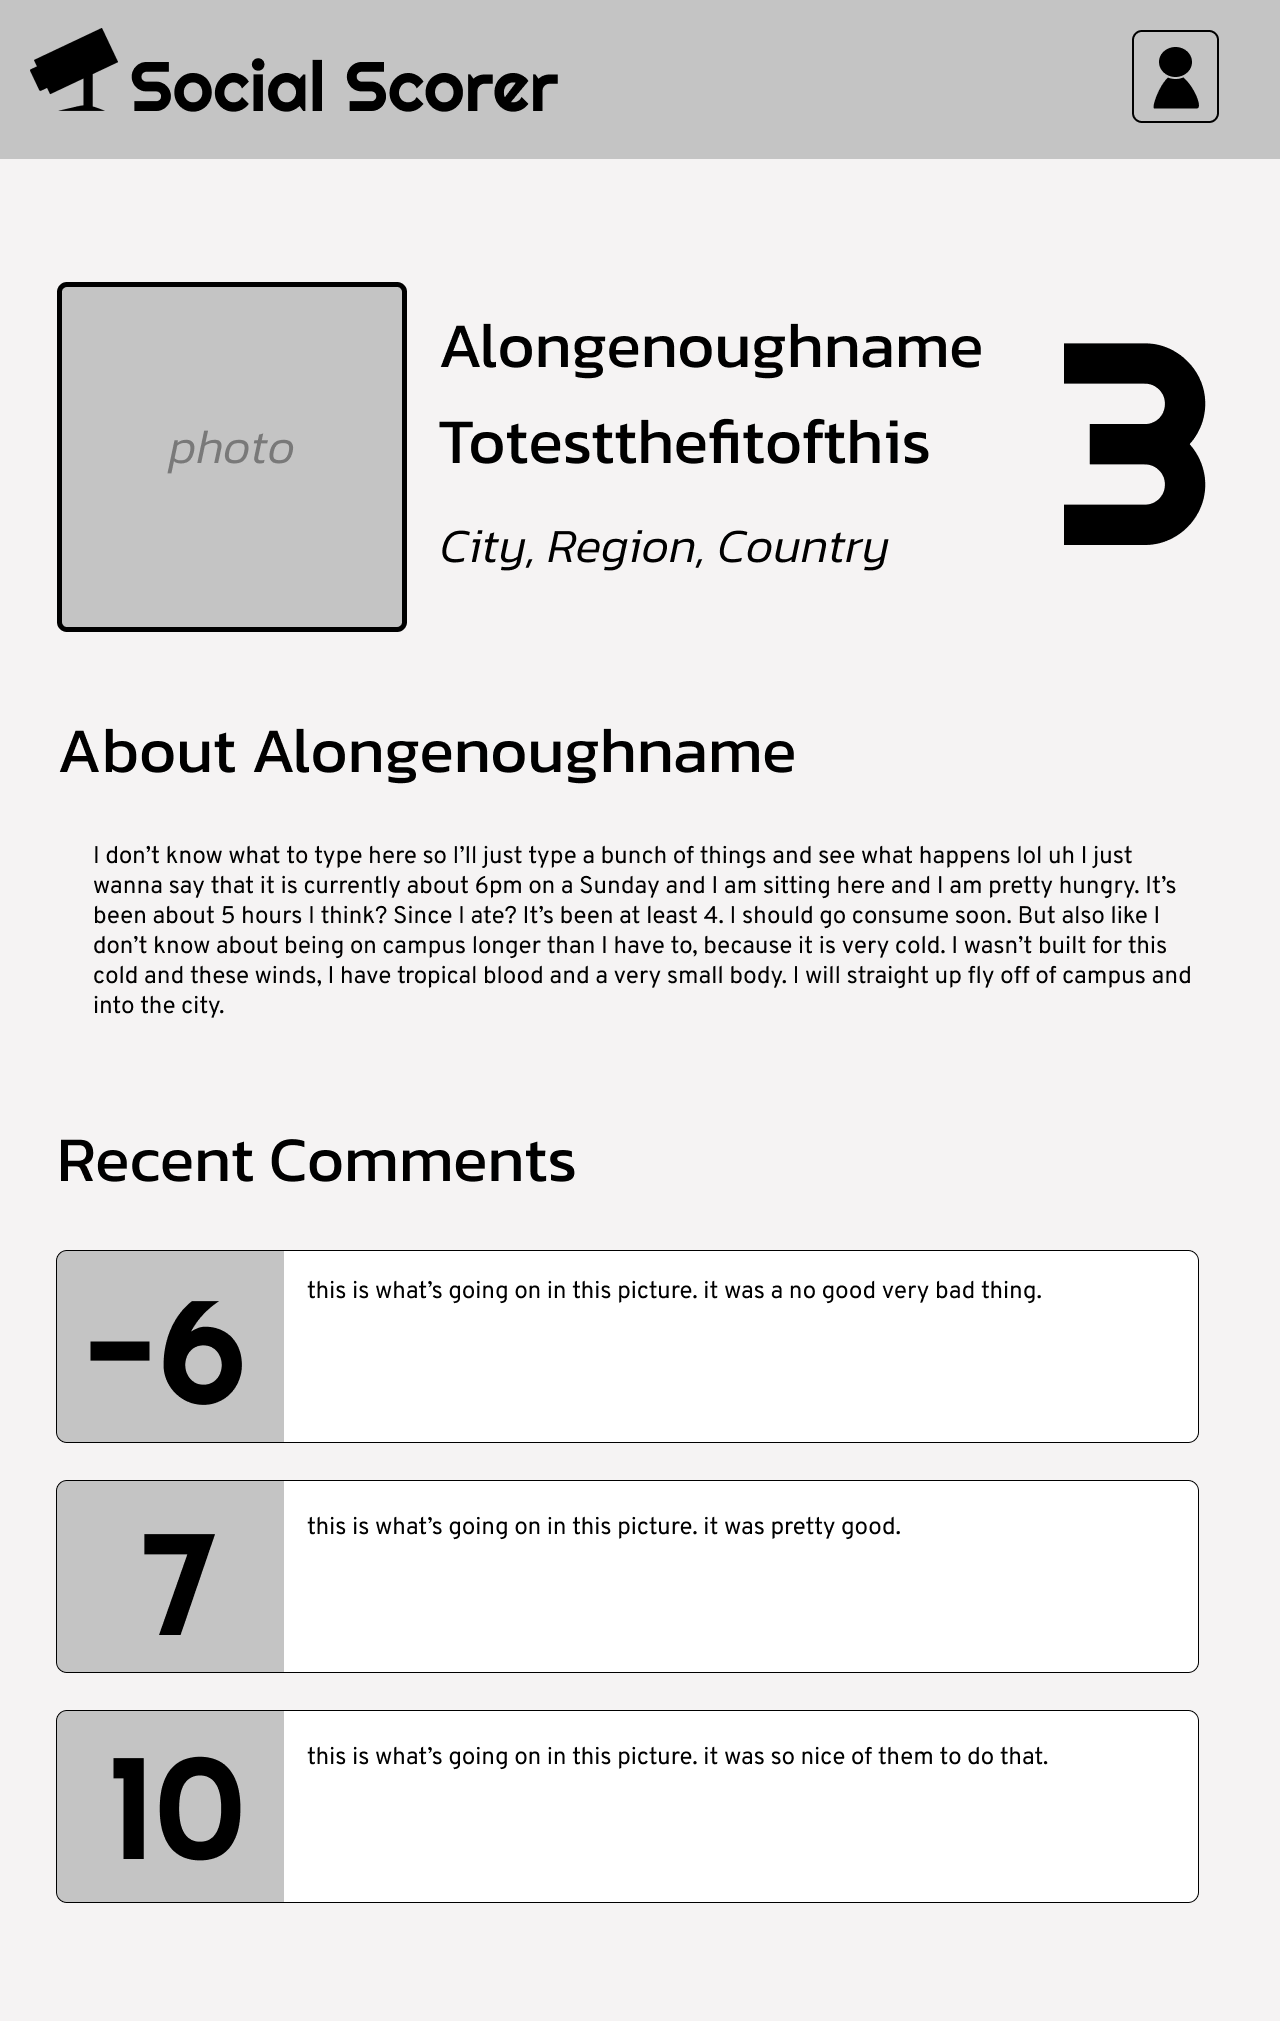 Social Scorer
photo
Alongenoughname
Totestthefitofthis
City, Region, Country
3
About Alongenoughname
I don’t know what to type here so I’ll just type a bunch of things and see what happens lol uh I just
wanna say that it is currently about 6pm on a Sunday and I am sitting here and I am pretty hungry. It’s
been about 5 hours I think? Since I ate? It’s been at least 4. I should go consume soon. But also like I
don’t know about being on campus longer than I have to, because it is very cold. I wasn’t built for this
cold and these winds, I have tropical blood and a very small body. I will straight up fly off of campus and
into the city.
Recent Comments
-6
this is what’s going on in this picture. it was a no good very bad thing.
7
this is what’s going on in this picture. it was pretty good.
10
this is what’s going on in this picture. it was so nice of them to do that.